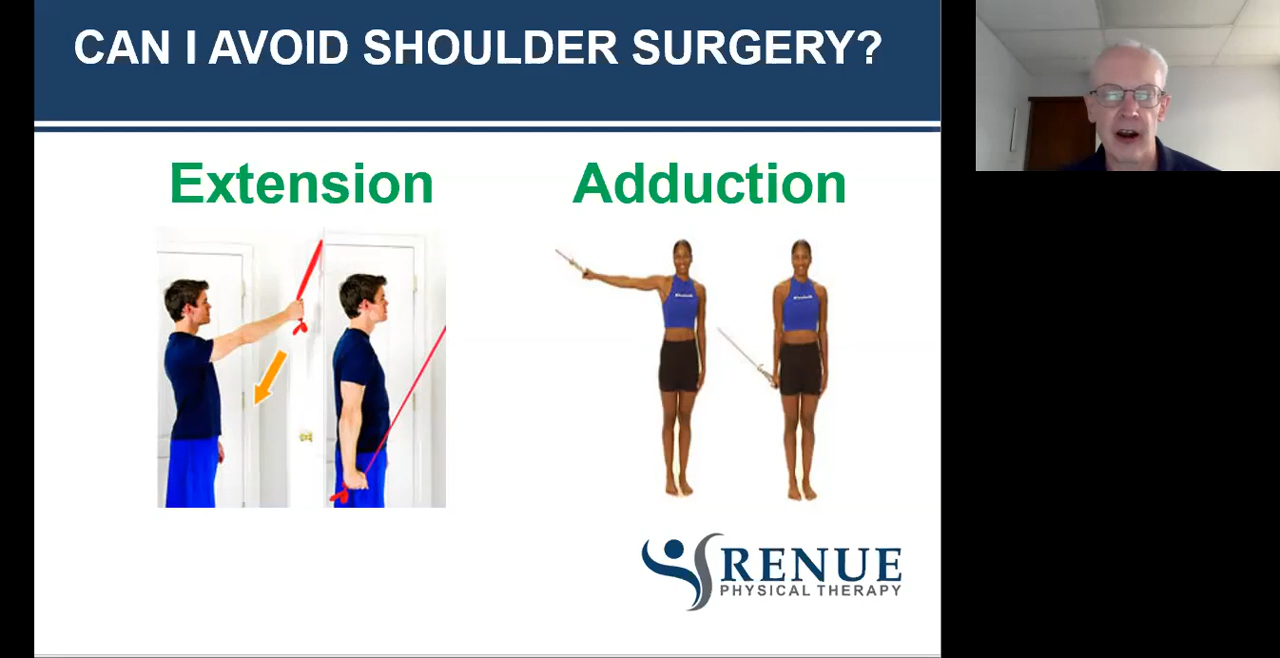 CAN I AVOID SHOULDER SURGERY?
Extension
Adduction
RENUE
PHYSICAL THERAPY